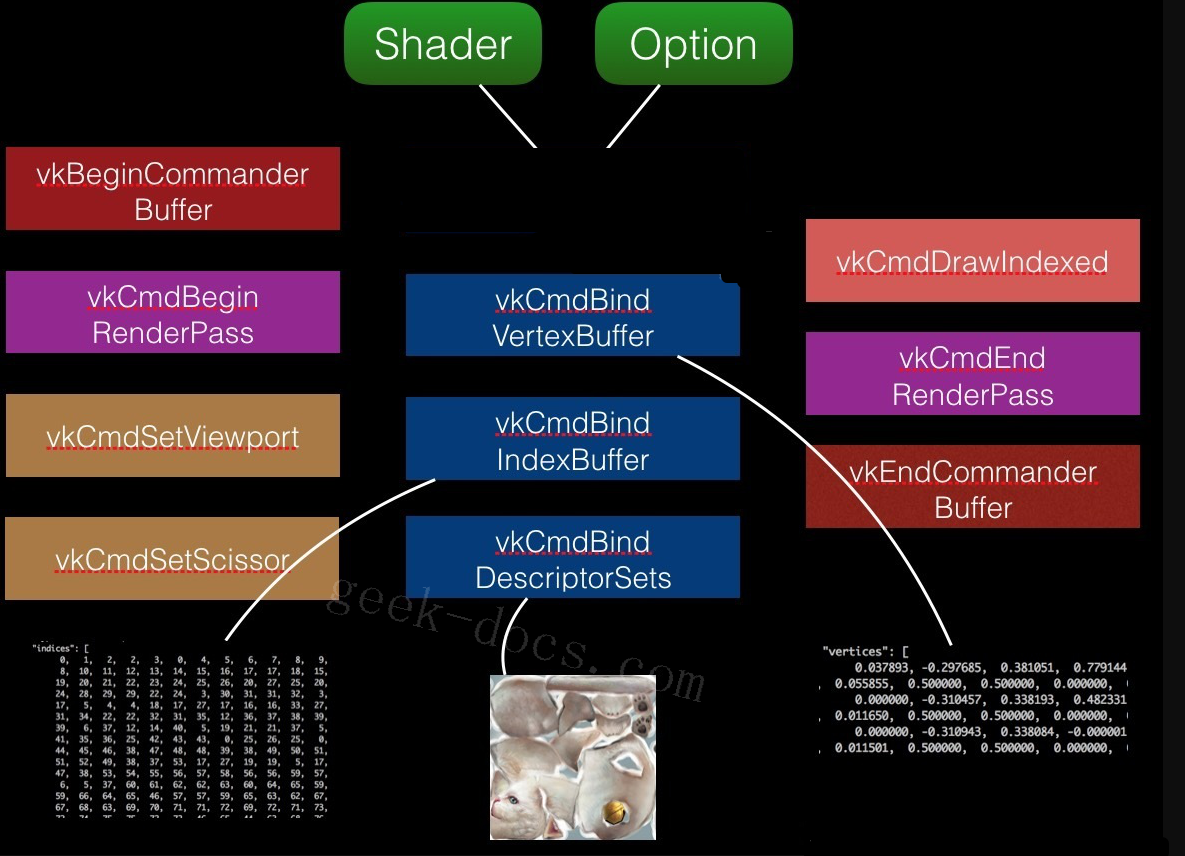 Shader
Option
vkBeginCommander
Buffer
vkCmdBegin
RenderPass
vkCmdSetViewport
vkCmdSetScissor
vkCmdBind
VertexBuffer
vkCmdBind
IndexBuffer
vkCmdBind
DescriptorSets
vkCmdDrawIndexed
vkCmdEnd
RenderPass
vkEndCommander
Buffer
geek-docs.com
"indices": [
0, 1, 2, 2, 3, 0, 4, 5, 6, 7, 8, 9,
8, 10, 11, 12, 13, 14, 15, 16, 17, 17, 18, 15,
19, 20, 21, 22, 23, 24, 25, 26, 20, 27, 25, 20,
24, 28, 29, 29, 22, 24, 3, 30, 31, 31, 32, 3,
17, 5, 4, 4, 18, 17, 27, 17, 16, 16, 33, 27,
31, 34, 22, 22, 32, 31, 35, 12, 36, 37, 38, 39,
39, 6, 37, 12, 14, 40, 5, 19, 21, 21, 37, 5,
41, 35, 36, 25, 42, 43, 43, 0, 25, 26, 25, 0,
44, 45, 46, 38, 47, 48, 48, 39, 38, 49, 50, 51,
51, 52, 49, 38, 37, 53, 17, 27, 19, 19, 5, 17,
47, 38, 53, 54, 55, 56, 57, 58, 56, 56, 59, 57,
6, 5, 37, 60, 61, 62, 62, 63, 60, 64, 65, 59,
59, 66, 64, 65, 46, 57, 57, 59, 65, 63, 62, 67,
67, 68, 63, 69, 70, 71, 71, 72, 69, 72, 71, 73,
"vertices": [
0.037893, -0.297685, 0.381051, 0.779144
, 0.055855, 0.500000, 0.500000, 0.000000,
0.000000, -0.310457, 0.338193, 0.482331
, 0.011650, 0.500000, 0.500000, 0.000000,
0.000000, -0.310943, 0.338084, -0.000001
, 0.011501, 0.500000, 0.500000, 0.000000,